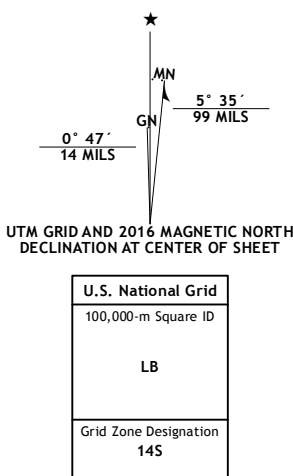 MN
GN
5° 35´
99 MILS
0° 47´
14 MILS
UTM GRID AND 2016 MAGNETIC NORTH
DECLINATION AT CENTER OF SHEET
U.S. National Grid
100,000-m Square ID
LB
Grid Zone Designation
14S